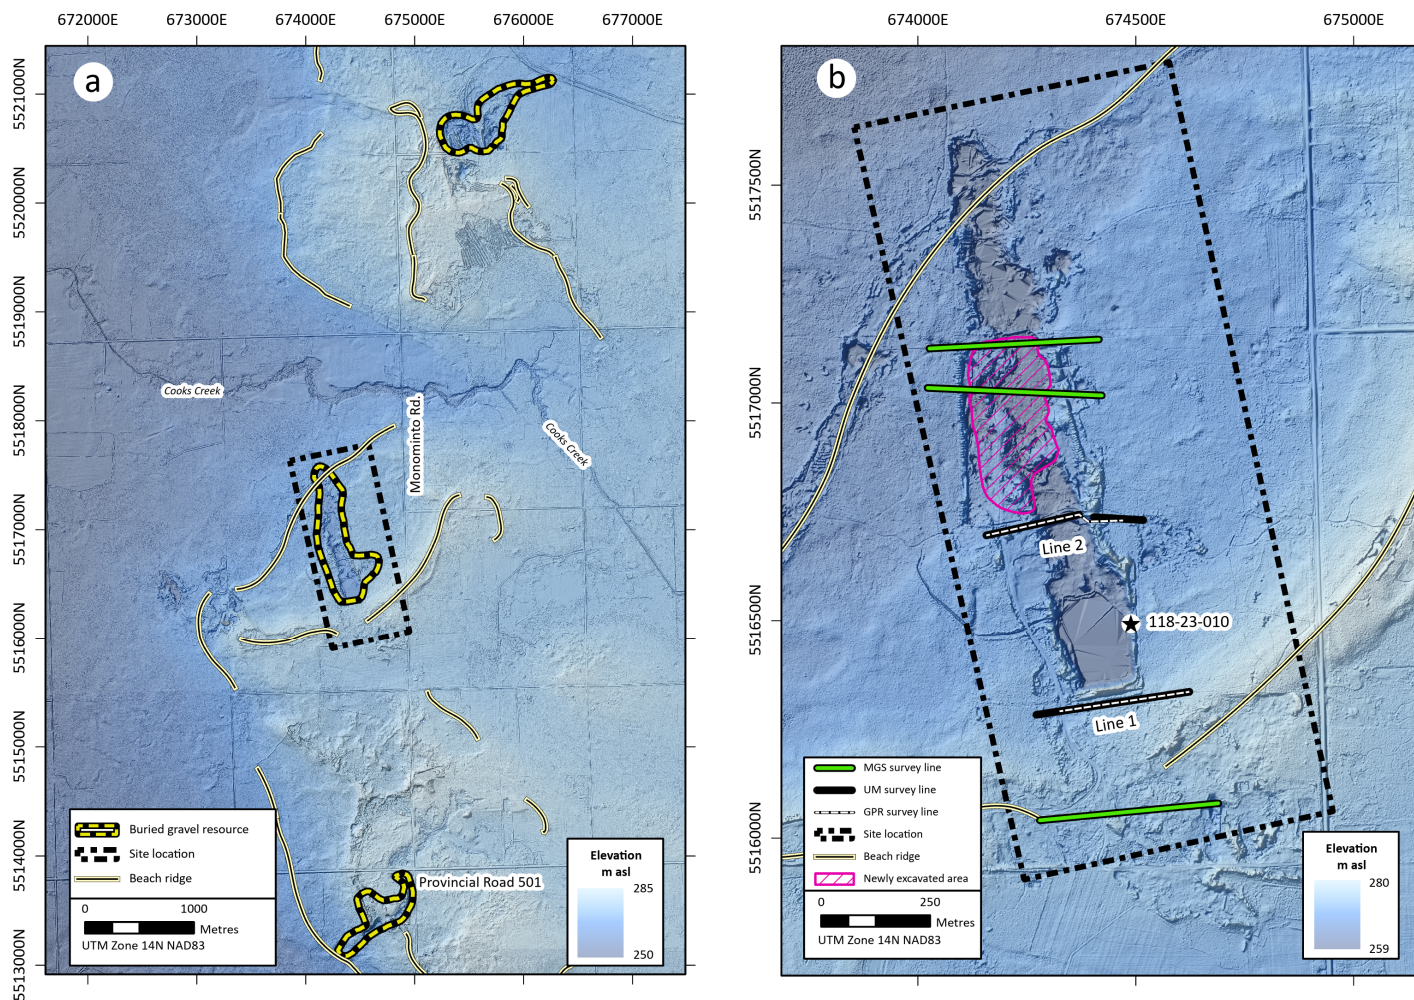 672000E 673000E 674000E 675000E 676000E 677000E
5521000N
5520000N
5519000N
5518000N
5517000N
5516000N
5515000N
5514000N
5513000N
a
Cooks Creek
Monominto Rd.
Cooks Creek
Provincial Road 501
Buried gravel resource
Site location
Beach ridge
0 1000
Metres
UTM Zone 14N NAD83
Elevation
m asl
285
250
674000E 674500E 675000E
5517500N
5517000N
5516500N
5516000N
b
Line 2
118-23-010
Line 1
MGS survey line
UM survey line
GPR survey line
Site location
Beach ridge
Newly excavated area
0 250
Metres
UTM Zone 14N NAD83
Elevation
m asl
280
259